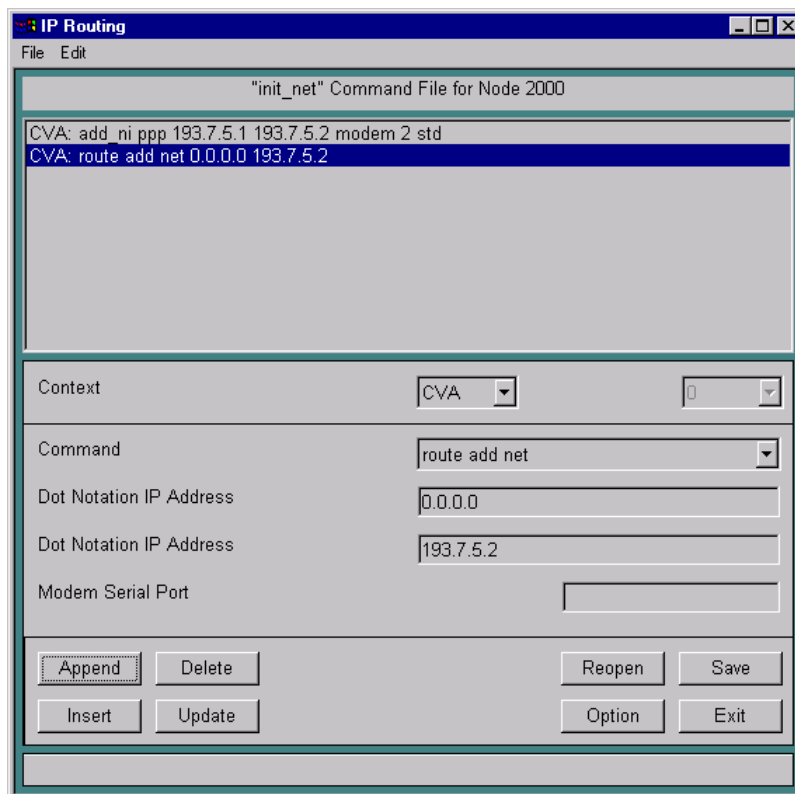 IP Routing
File Edit
"init_net" Command File for Node 2000
CVA: add_ni ppp 193.7.5.1 193.7.5.2 modem 2 std
CVA: route add net 0.0.0.0 193.7.5.2
Context CVA 0
Command route add net
Dot Notation IP Address 0.0.0.0
Dot Notation IP Address 193.7.5.2
Modem Serial Port
Append Delete Reopen Save
Insert Update Option Exit